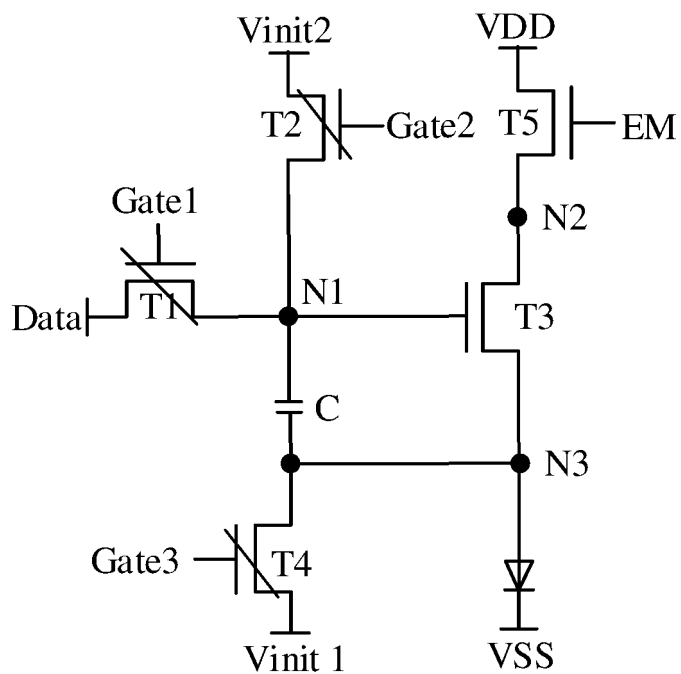 Vinit2
VDD
T2
Gate2
T5
EM
Gate1
N2
T1
N1
Data
T3
C
N3
Gate3
T4
Vinit 1
VSS